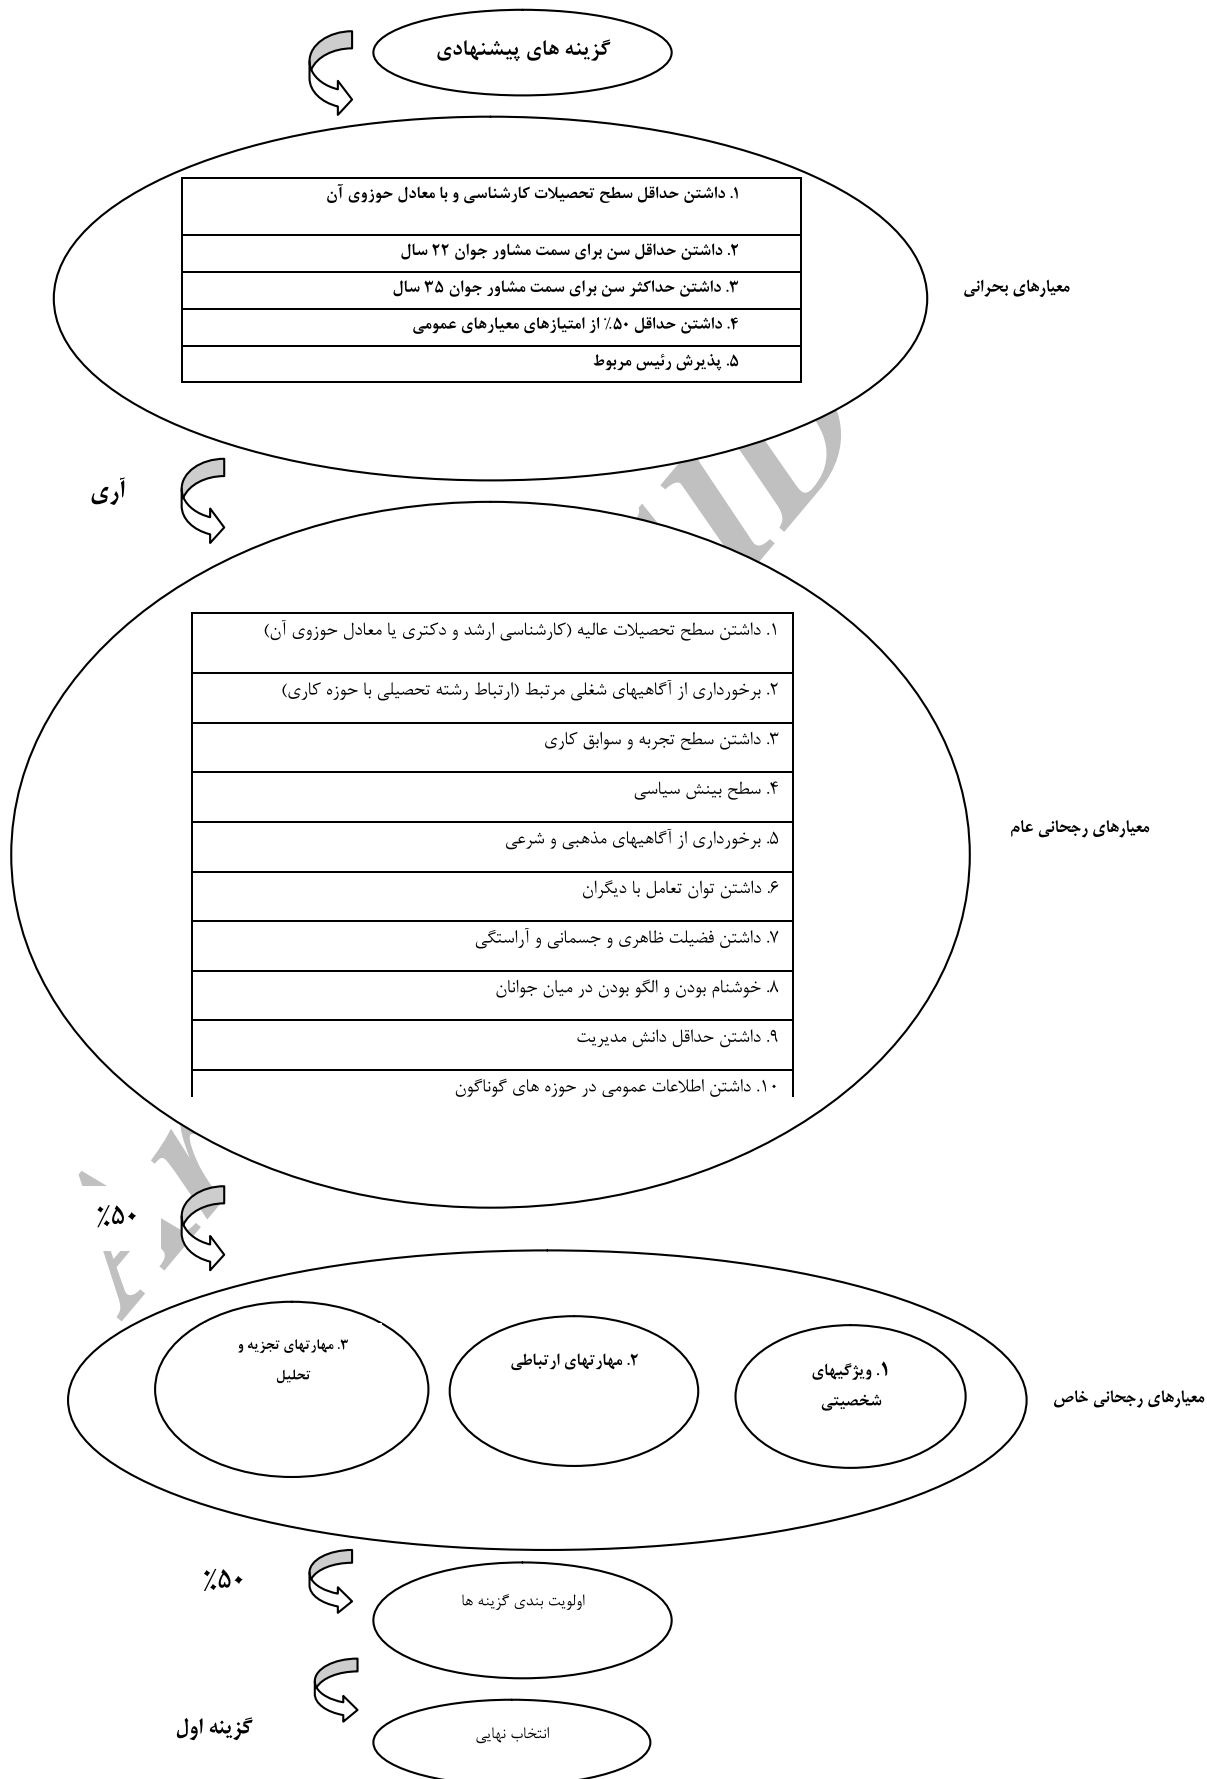 گزینه های پیشنهادی
۱. داشتن حداقل سطح تحصیلات کارشناسی و با معادل حوزوی آن
۲. داشتن حداقل سن برای سمت مشاور جوان ۲۲ سال
۳. داشتن حداکثر سن برای سمت مشاور جوان ۳۵ سال
۴. داشتن حداقل ۵۰٪ از امتیازهای معیارهای عمومی
۵. پذیرش رئیس مربوط
معیارهای بحرانی
آری
۱. داشتن سطح تحصیلات عالیه (کارشناسی ارشد و دکتری یا معادل حوزوی آن)
۲. برخورداری از آگاهیهای شغلی مرتبط (ارتباط رشته تحصیلی با حوزه کاری)
۳. داشتن سطح تجربه و سوابق کاری
۴. سطح بینش سیاسی
۵. برخورداری از آگاهیهای مذهبی و شرعی
۶. داشتن توان تعامل با دیگران
۷. داشتن فضیلت ظاهری و جسمانی و آراستگی
۸. خوشنام بودن و الگو بودن در میان جوانان
۹. داشتن حداقل دانش مدیریت
۱۰. داشتن اطلاعات عمومی در حوزه های گوناگون
معیارهای رجحانی عام
٪۵۰
۱. ویژگیهای
شخصیتی
۲. مهارتهای ارتباطی
۳. مهارتهای تجزیه و
تحلیل
معیارهای رجحانی خاص
٪۵۰
اولویت بندی گزینه ها
گزینه اول
انتخاب نهایی